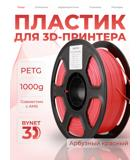 ПЛАСТИК
ДЛЯ 3D-ПРИНТЕРА
PETG
1000g
Совместим
с AMS
BYNET
3D
Арбузный красный